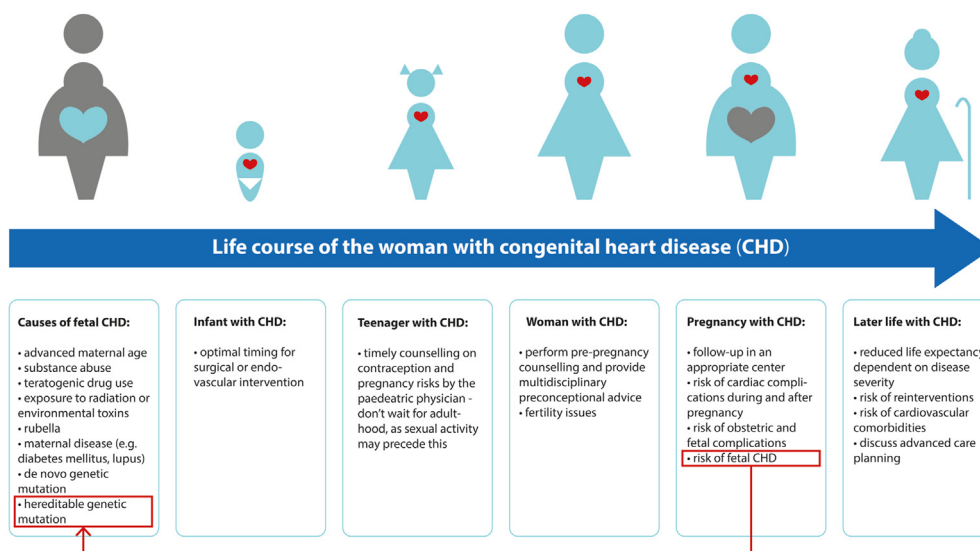 Life course of the woman with congenital heart disease (CHD)
Causes of fetal CHD:
• advanced maternal age
• substance abuse
• teratogenic drug use
• exposure to radiation or
environmental toxins
• rubella
• maternal disease (e.g.
diabetes mellitus, lupus)
• de novo genetic
mutation
• hereditable genetic
mutation
Infant with CHD:
• optimal timing for
surgical or endo-
vascular intervention
Teenager with CHD:
• timely counselling on
contraception and
pregnancy risks by the
paedeatric physician -
don't wait for adult-
hood, as sexual activity
may precede this
Woman with CHD:
• perform pre-pregnancy
counselling and provide
multidisciplinary
preconceptional advice
• fertility issues
Pregnancy with CHD:
• follow-up in an
appropriate center
• risk of cardiac compli-
cations during and after
pregnancy
• risk of obstetric and
fetal complications
• risk of fetal CHD
Later life with CHD:
• reduced life expectancy
dependent on disease
severity
• risk of reinterventions
• risk of cardiovascular
comorbidities
• discuss advanced care
planning